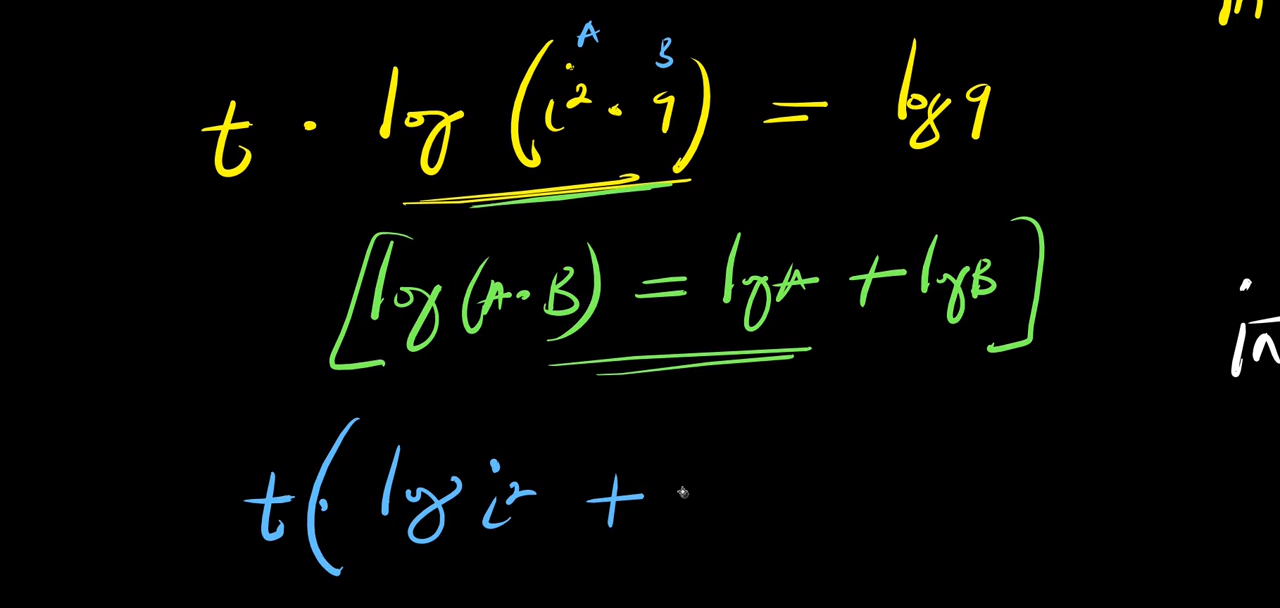 A B
t · log (i² · 9) = log 9
[log (A·B) = log A + log B]
t( · log i² +